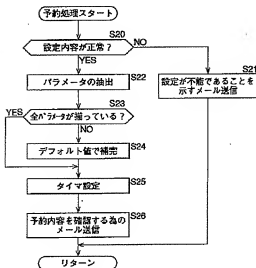 予約処理スタート
S20
設定内容が正常？
NO
YES
S22
S21
パラメータの抽出
設定が不能であることを
示すメール送信
S23
YES
全パラメータが揃っている？
NO
S24
デフォルト値で補完
S25
タイマ設定
S26
予約内容を確認する為の
メール送信
リターン